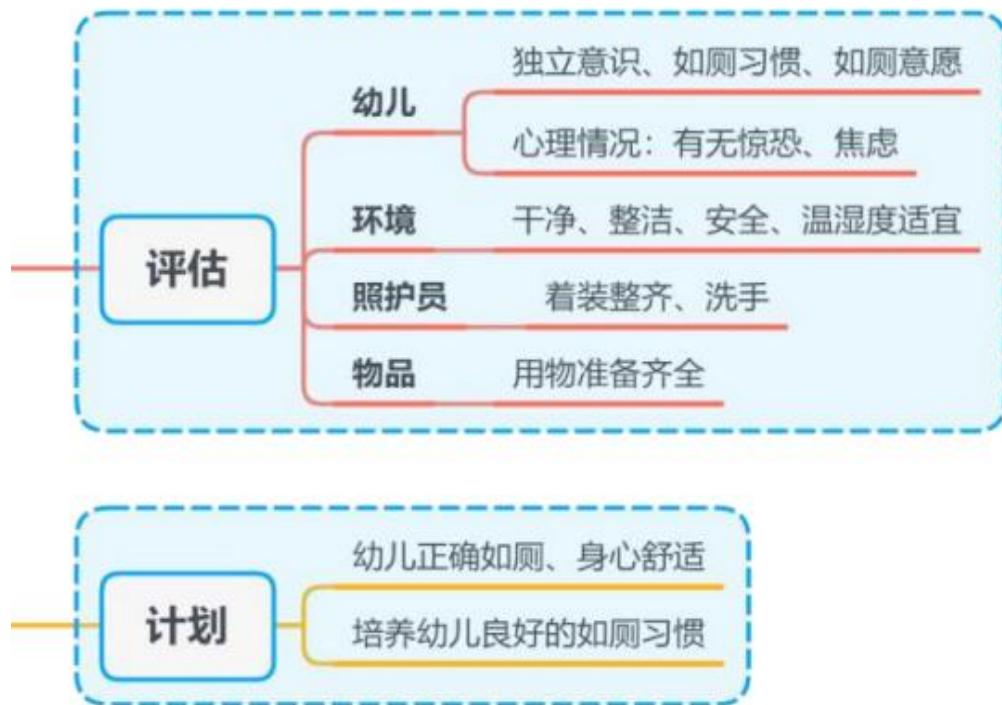 评估
幼儿
独立意识、如厕习惯、如厕意愿
心理情况：有无惊恐、焦虑
环境
干净、整洁、安全、温湿度适宜
照护员
着装整齐、洗手
物品
用物准备齐全
计划
幼儿正确如厕、身心舒适
培养幼儿良好的如厕习惯